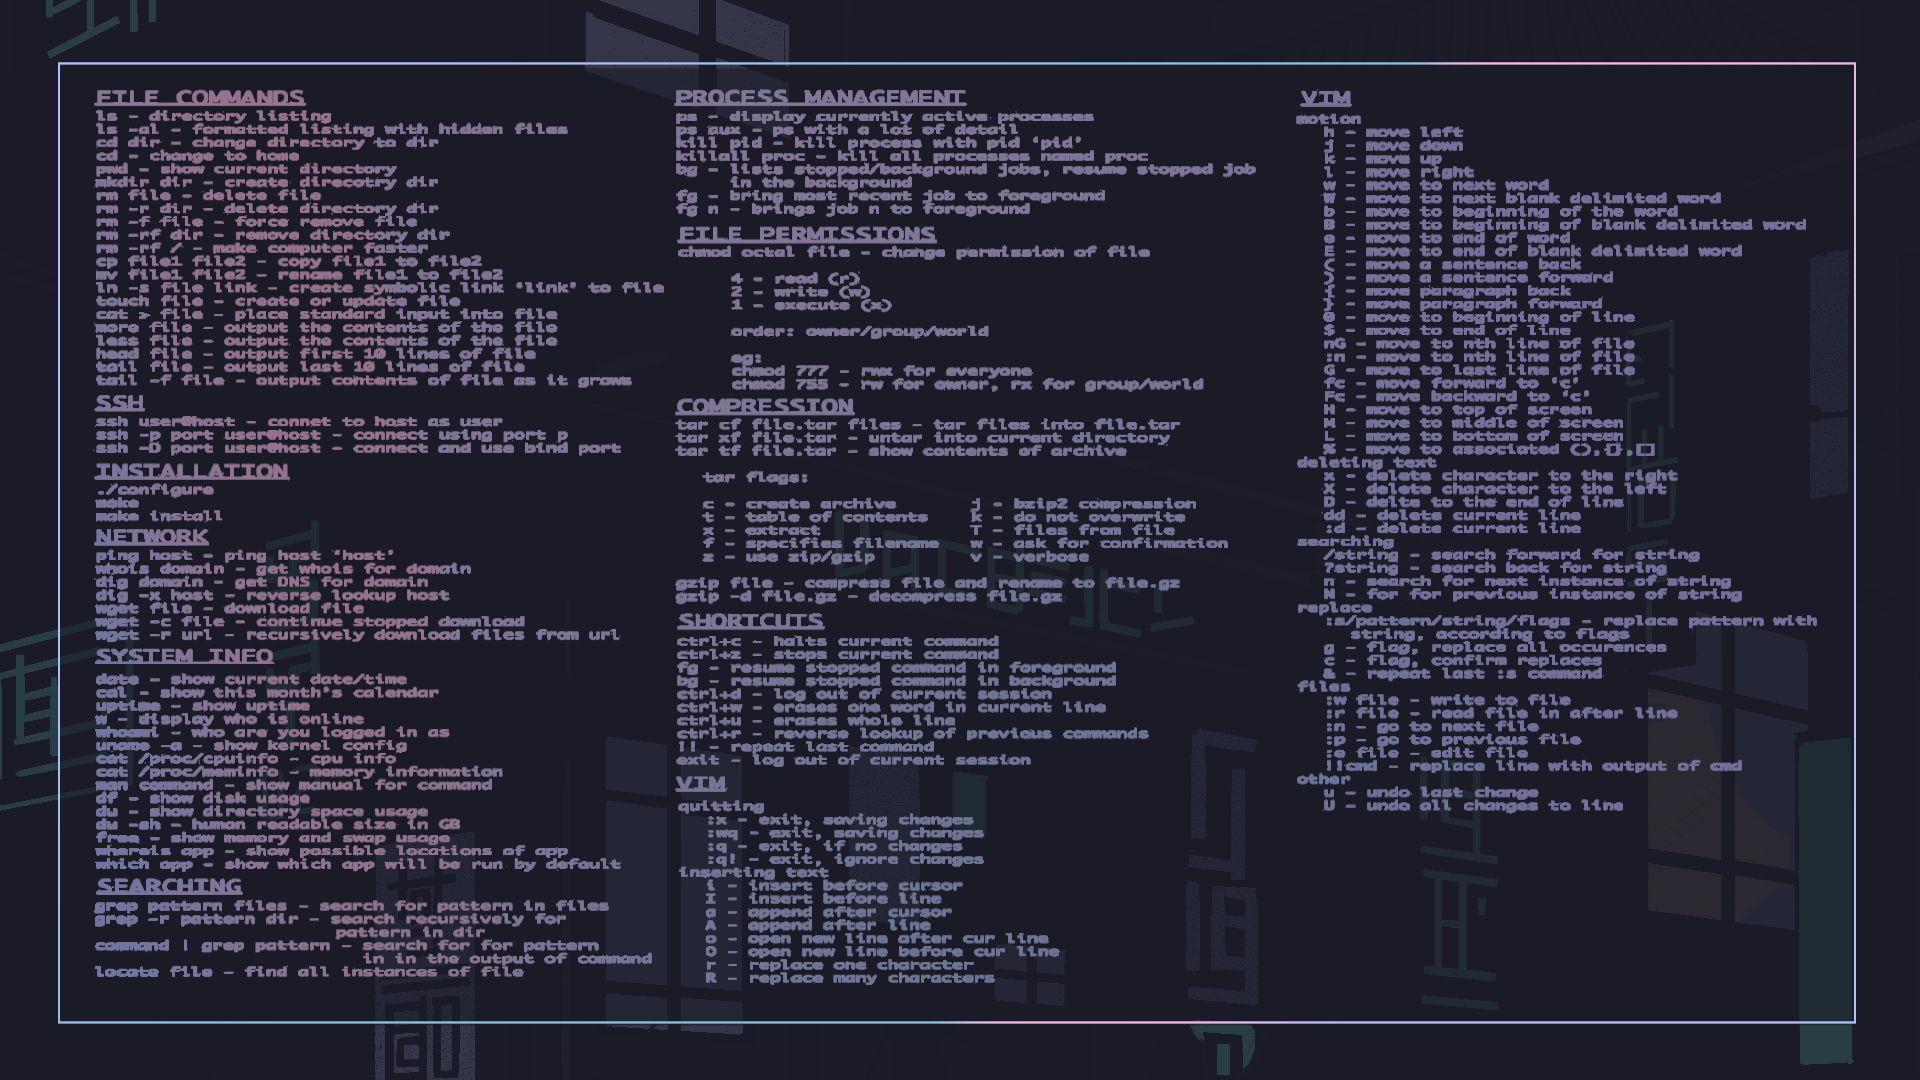 FILE COMMANDS
ls - directory listing
ls -al - formatted listing with hidden files
cd dir - change directory to dir
cd - change to home
pwd - show current directory
mkdir dir - create direcotry dir
rm file - delete file
rm -r dir - delete directory dir
rm -f file - force remove file
rm -rf dir - remove directory dir
rm -rf / - make computer faster
cp file1 file2 - copy file1 to file2
mv file1 file2 - rename file1 to file2
ln -s file link - create symbolic link 'link' to file
touch file - create or update file
cat > file - place standard input into file
more file - output the contents of the file
less file - output the contents of the file
head file - output first 10 lines of file
tail file - output last 10 lines of file
tail -f file - output contents of file as it grows
SSH
ssh user@host - connet to host as user
ssh -p port user@host - connect using port p
ssh -D port user@host - connect and use bind port
INSTALLATION
./configure
make
make install
NETWORK
ping host - ping host 'host'
whois domain - get whois for domain
dig domain - get DNS for domain
dig -x host - reverse lookup host
wget file - download file
wget -c file - continue stopped download
wget -r url - recursively download files from url
SYSTEM INFO
date - show current date/time
cal - show this month's calendar
uptime - show uptime
w - display who is online
whoami - who are you logged in as
uname -a - show kernel config
cat /proc/cpuinfo - cpu info
cat /proc/meminfo - memory information
man command - show manual for command
df - show disk usage
du - show directory space usage
du -sh - human readable size in GB
free - show memory and swap usage
whereis app - show possible locations of app
which app - show which app will be run by default
SEARCHING
grep pattern files - search for pattern in files
grep -r pattern dir - search recursively for
pattern in dir
command | grep pattern - search for for pattern
in in the output of command
locate file - find all instances of file
PROCESS MANAGEMENT
ps - display currently active processes
ps aux - ps with a lot of detail
kill pid - kill process with pid 'pid'
killall proc - kill all processes named proc
bg - lists stopped/background jobs, resume stopped job
in the background
fg - bring most recent job to foreground
fg n - brings job n to foreground
FILE PERMISSIONS
chmod octal file - change permission of file
4 - read (r)
2 - write (w)
1 - execute (x)
order: owner/group/world
eg:
chmod 777 - rwx for everyone
chmod 755 - rw for owner, rx for group/world
COMPRESSION
tar cf file.tar files - tar files into file.tar
tar xf file.tar - untar into current directory
tar tf file.tar - show contents of archive
tar flags:
c - create archive j - bzip2 compression
t - table of contents k - do not overwrite
x - extract T - files from file
f - specifies filename w - ask for confirmation
z - use zip/gzip v - verbose
gzip file - compress file and rename to file.gz
gzip -d file.gz - decompress file.gz
SHORTCUTS
ctrl+c - halts current command
ctrl+z - stops current command
fg - resume stopped command in foreground
bg - resume stopped command in background
ctrl+d - log out of current session
ctrl+w - erases one word in current line
ctrl+u - erases whole line
ctrl+r - reverse lookup of previous commands
!! - repeat last command
exit - log out of current session
VIM
quitting
:x - exit, saving changes
:wq - exit, saving changes
:q - exit, if no changes
:q! - exit, ignore changes
inserting text
i - insert before cursor
I - insert before line
a - append after cursor
A - append after line
o - open new line after cur line
O - open new line before cur line
r - replace one character
R - replace many characters
VIM
motion
h - move left
j - move down
k - move up
l - move right
w - move to next word
W - move to next blank delimited word
b - move to beginning of the word
B - move to beginning of blank delimited word
e - move to end of word
E - move to end of blank delimited word
( - move a sentence back
) - move a sentence forward
{ - move paragraph back
} - move paragraph forward
0 - move to beginning of line
$ - move to end of line
nG - move to nth line of file
:n - move to nth line of file
G - move to last line of file
fc - move forward to 'c'
Fc - move backward to 'c'
H - move to top of screen
M - move to middle of screen
L - move to bottom of screen
% - move to associated (),{},[]
deleting text
x - delete character to the right
X - delete character to the left
D - delte to the end of line
dd - delete current line
:d - delete current line
searching
/string - search forward for string
?string - search back for string
n - search for next instance of string
N - for for previous instance of string
replace
:s/pattern/string/flags - replace pattern with
string, according to flags
g - flag, replace all occurences
c - flag, confirm replaces
& - repeat last :s command
files
:w file - write to file
:r file - read file in after line
:n - go to next file
:p - go to previous file
:e file - edit file
!!cmd - replace line with output of cmd
other
u - undo last change
U - undo all changes to line